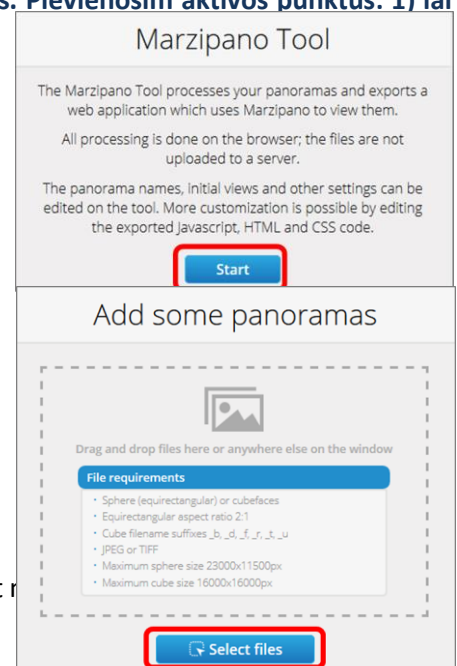 s. Pievienosim aktīvos punktus: 1) lai
Marzipano Tool
The Marzipano Tool processes your panoramas and exports a
web application which uses Marzipano to view them.
All processing is done on the browser; the files are not
uploaded to a server.
The panorama names, initial views and other settings can be
edited on the tool. More customization is possible by editing
the exported Javascript, HTML and CSS code.
Start
Add some panoramas
Drag and drop files here or anywhere else on the window
File requirements
• Sphere (equirectangular) or cubefaces
• Equirectangular aspect ratio 2:1
• Cube filename suffixes _b, _d, _f, _r, _t, _u
• JPEG or TIFF
• Maximum sphere size 23000x11500px
• Maximum cube size 16000x16000px
Select files